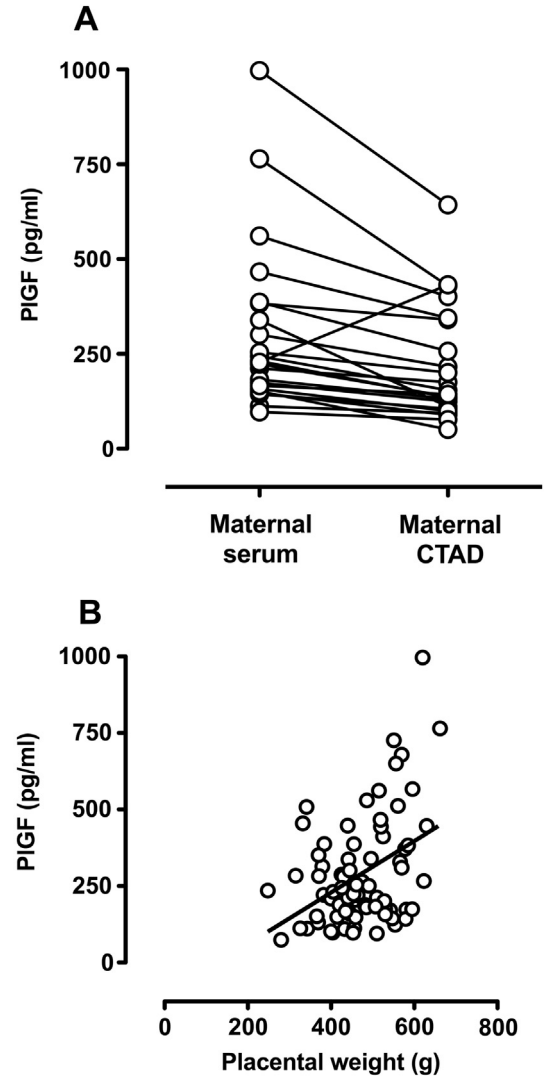 A
1000
750
500
250
0
PlGF (pg/ml)
Maternal
serum
Maternal
CTAD
B
1000
750
500
250
0
PlGF (pg/ml)
0 200 400 600 800
Placental weight (g)